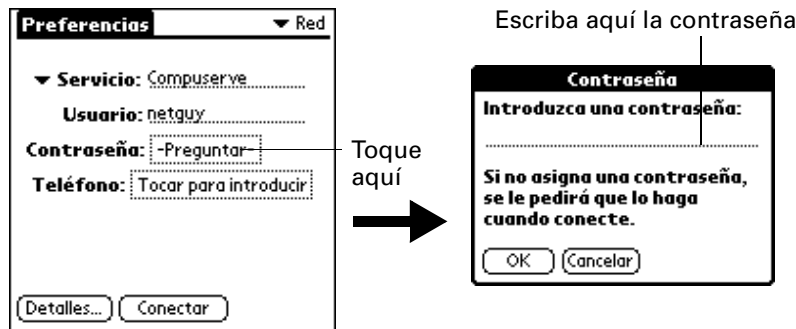 Preferencias
Red
Servicio: Compuserve
Usuario: netguy
Contraseña: -Preguntar-
Teléfono: Tocar para introducir
Detalles... Conectar
Toque
aquí
Escriba aquí la contraseña
Contraseña
Introduzca una contraseña:
Si no asigna una contraseña,
se le pedirá que lo haga
cuando conecte.
OK Cancelar